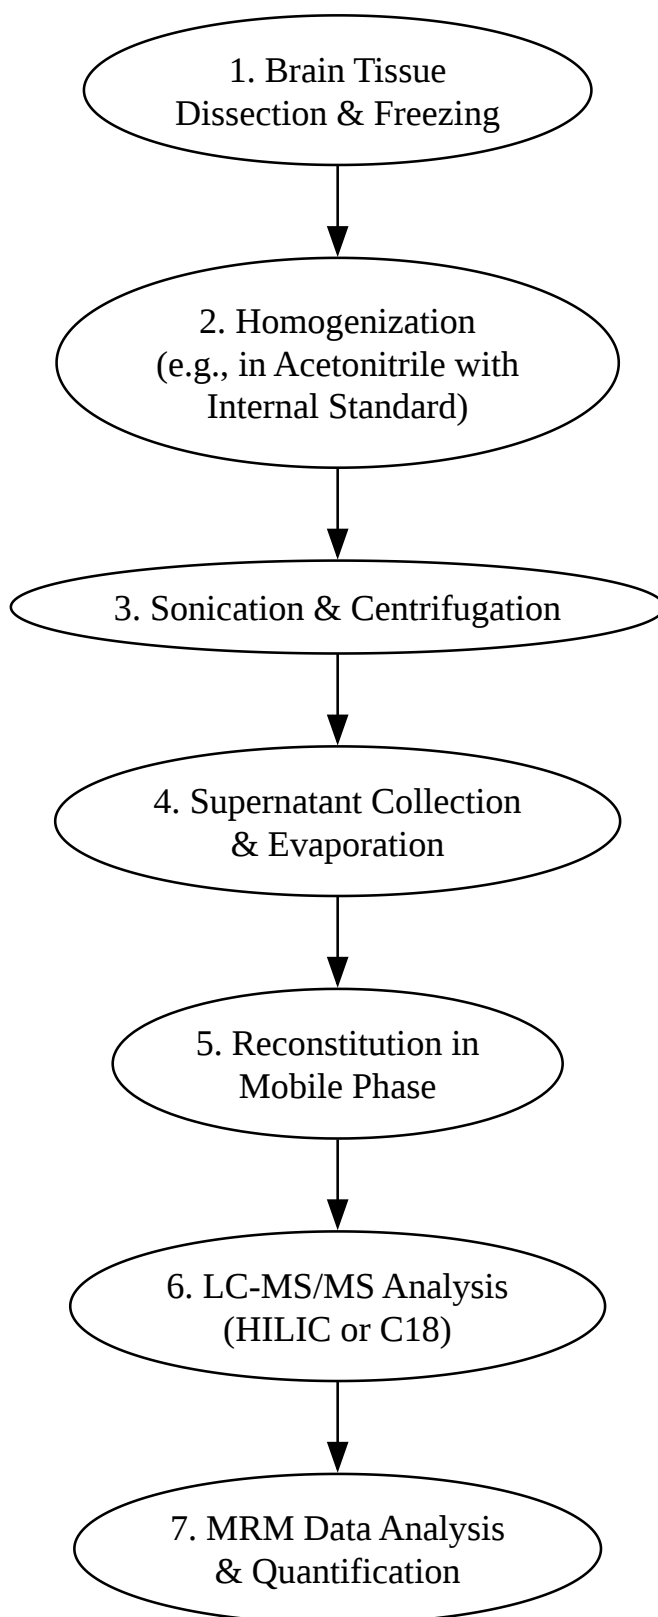 1. Brain Tissue
Dissection & Freezing
2. Homogenization
(e.g., in Acetonitrile with
Internal Standard)
3. Sonication & Centrifugation
4. Supernatant Collection
& Evaporation
5. Reconstitution in
Mobile Phase
6. LC-MS/MS Analysis
(HILIC or C18)
7. MRM Data Analysis
& Quantification